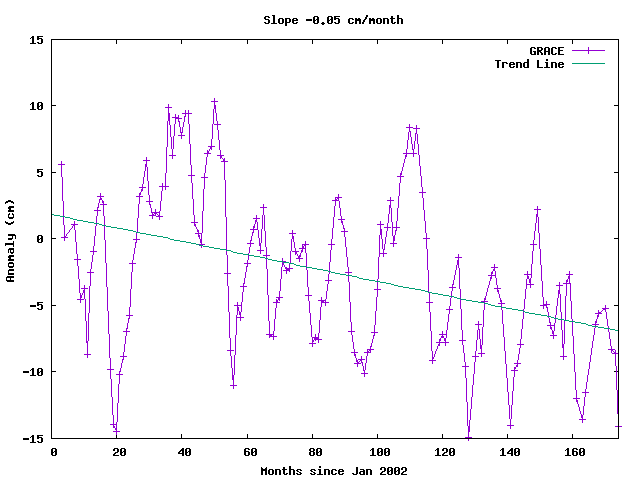 Slope -0.05 cm/month
GRACE
Trend Line
15
10
5
0
-5
-10
-15
Anomaly (cm)
0 20 40 60 80 100 120 140 160
Months since Jan 2002